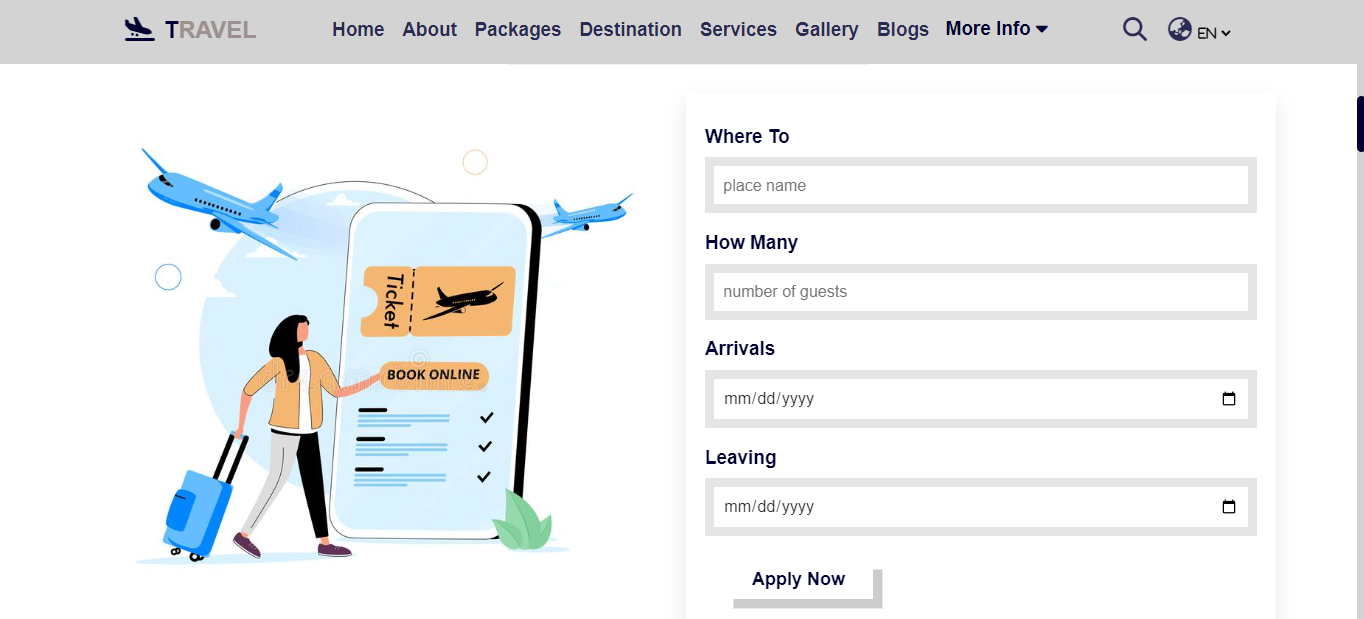 TRAVEL
Home About Packages Destination Services Gallery Blogs More Info
EN
Ticket
BOOK ONLINE
Where To
place name
How Many
number of guests
Arrivals
mm/dd/yyyy
Leaving
mm/dd/yyyy
Apply Now